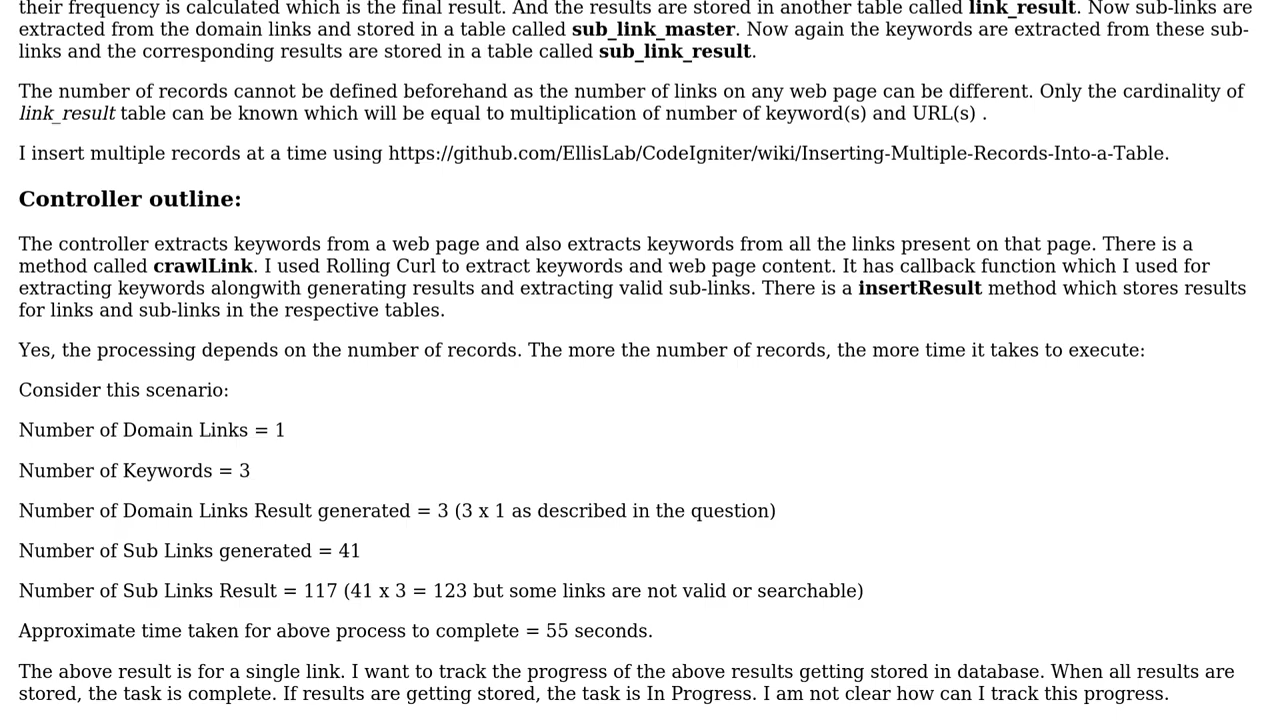 their frequency is calculated which is the final result. And the results are stored in another table called link_result. Now sub-links are
extracted from the domain links and stored in a table called sub_link_master. Now again the keywords are extracted from these sub-
links and the corresponding results are stored in a table called sub_link_result.
The number of records cannot be defined beforehand as the number of links on any web page can be different. Only the cardinality of
link_result table can be known which will be equal to multiplication of number of keyword(s) and URL(s) .
I insert multiple records at a time using https://github.com/EllisLab/CodeIgniter/wiki/Inserting-Multiple-Records-Into-a-Table.
Controller outline:
The controller extracts keywords from a web page and also extracts keywords from all the links present on that page. There is a
method called crawlLink. I used Rolling Curl to extract keywords and web page content. It has callback function which I used for
extracting keywords alongwith generating results and extracting valid sub-links. There is a insertResult method which stores results
for links and sub-links in the respective tables.
Yes, the processing depends on the number of records. The more the number of records, the more time it takes to execute:
Consider this scenario:
Number of Domain Links = 1
Number of Keywords = 3
Number of Domain Links Result generated = 3 (3 x 1 as described in the question)
Number of Sub Links generated = 41
Number of Sub Links Result = 117 (41 x 3 = 123 but some links are not valid or searchable)
Approximate time taken for above process to complete = 55 seconds.
The above result is for a single link. I want to track the progress of the above results getting stored in database. When all results are
stored, the task is complete. If results are getting stored, the task is In Progress. I am not clear how can I track this progress.